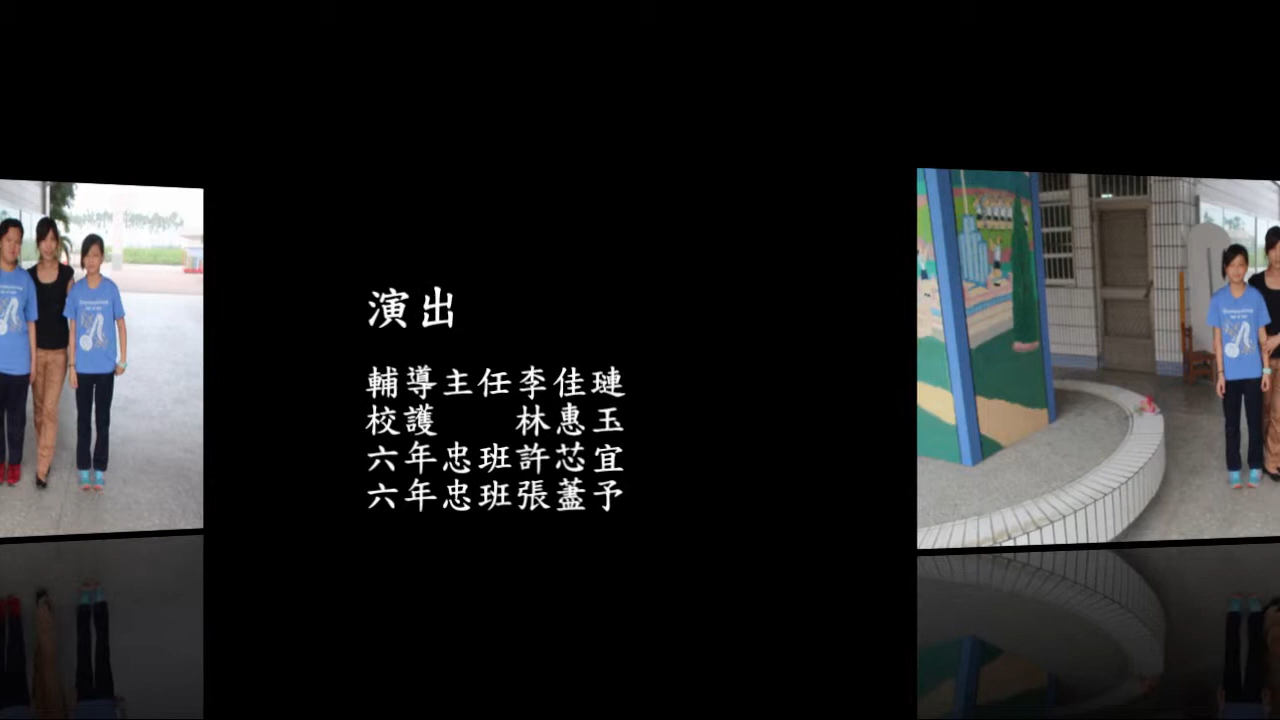 演出
輔導主任李佳璉
校護　　林惠玉
六年忠班許芯宜
六年忠班張藎予